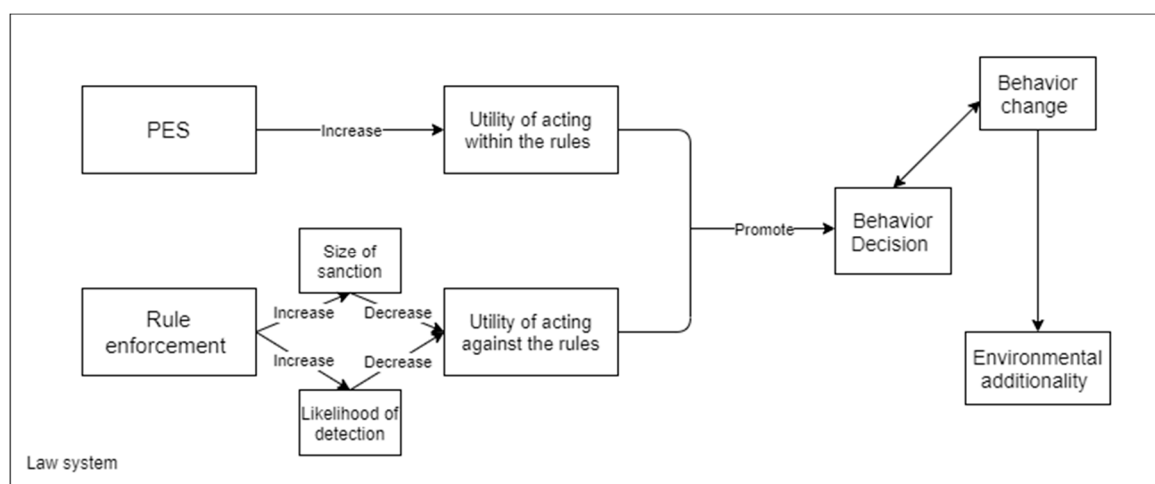 PES
Increase
Utility of acting
within the rules
Behavior
change
Size of
sanction
Promote
Behavior
Decision
Rule
enforcement
Increase
Decrease
Increase
Decrease
Utility of acting
against the rules
Likelihood of
detection
Environmental
additionality
Law system